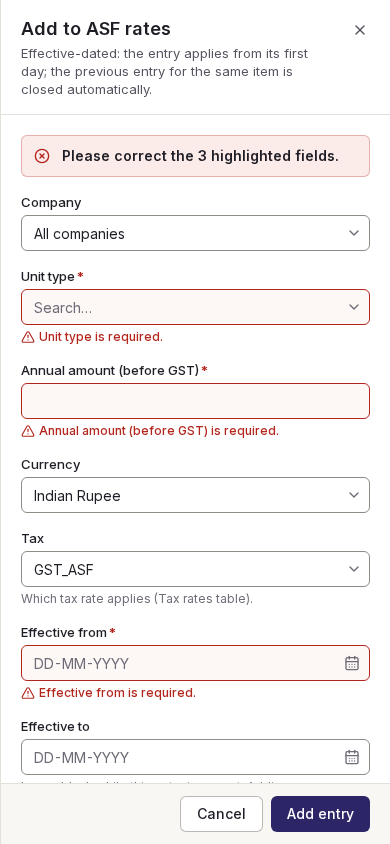 Add to ASF rates
Effective-dated: the entry applies from its first
day; the previous entry for the same item is
closed automatically.
Please correct the 3 highlighted fields.
Company
All companies
Unit type *
Search...
Unit type is required.
Annual amount (before GST) *
Annual amount (before GST) is required.
Currency
Indian Rupee
Tax
GST_ASF
Which tax rate applies (Tax rates table).
Effective from *
DD-MM-YYYY
Effective from is required.
Effective to
DD-MM-YYYY
Cancel
Add entry